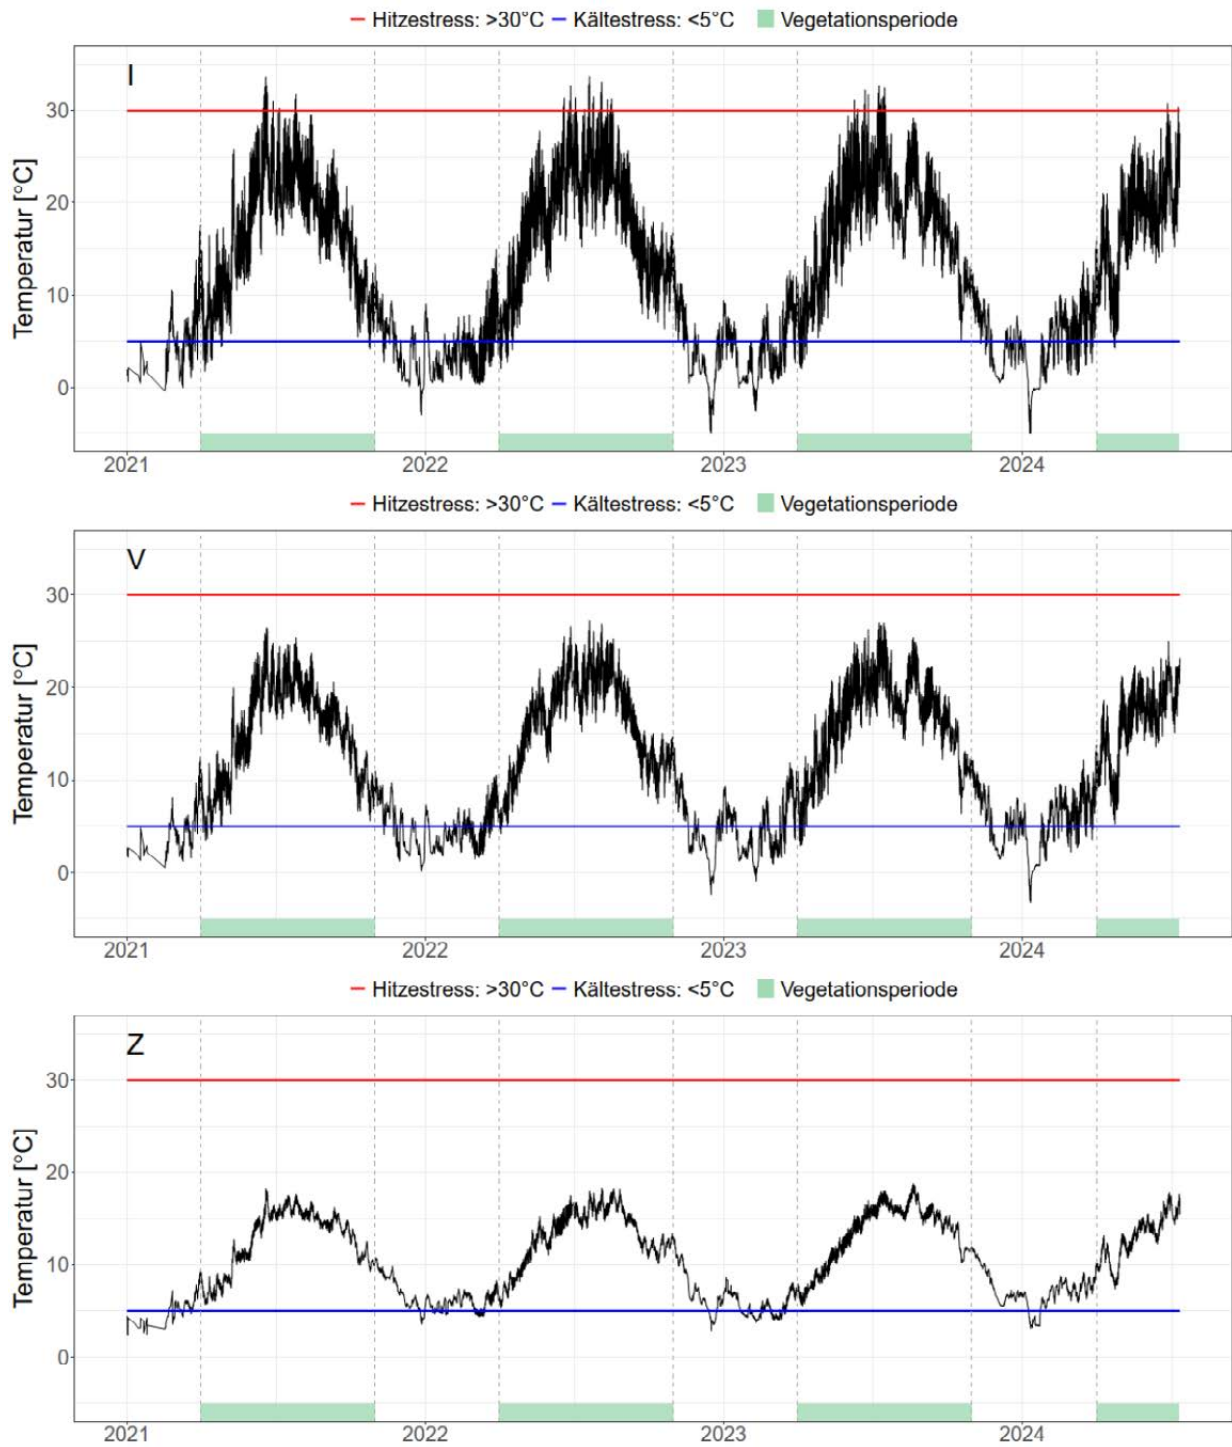 Hitzestress: >30°C Kältestress: <5°C Vegetationsperiode
I
Temperatur [°C]
30
20
10
0
2021 2022 2023 2024
Hitzestress: >30°C Kältestress: <5°C Vegetationsperiode
V
Temperatur [°C]
30
20
10
0
2021 2022 2023 2024
Hitzestress: >30°C Kältestress: <5°C Vegetationsperiode
Z
Temperatur [°C]
30
20
10
0
2021 2022 2023 2024